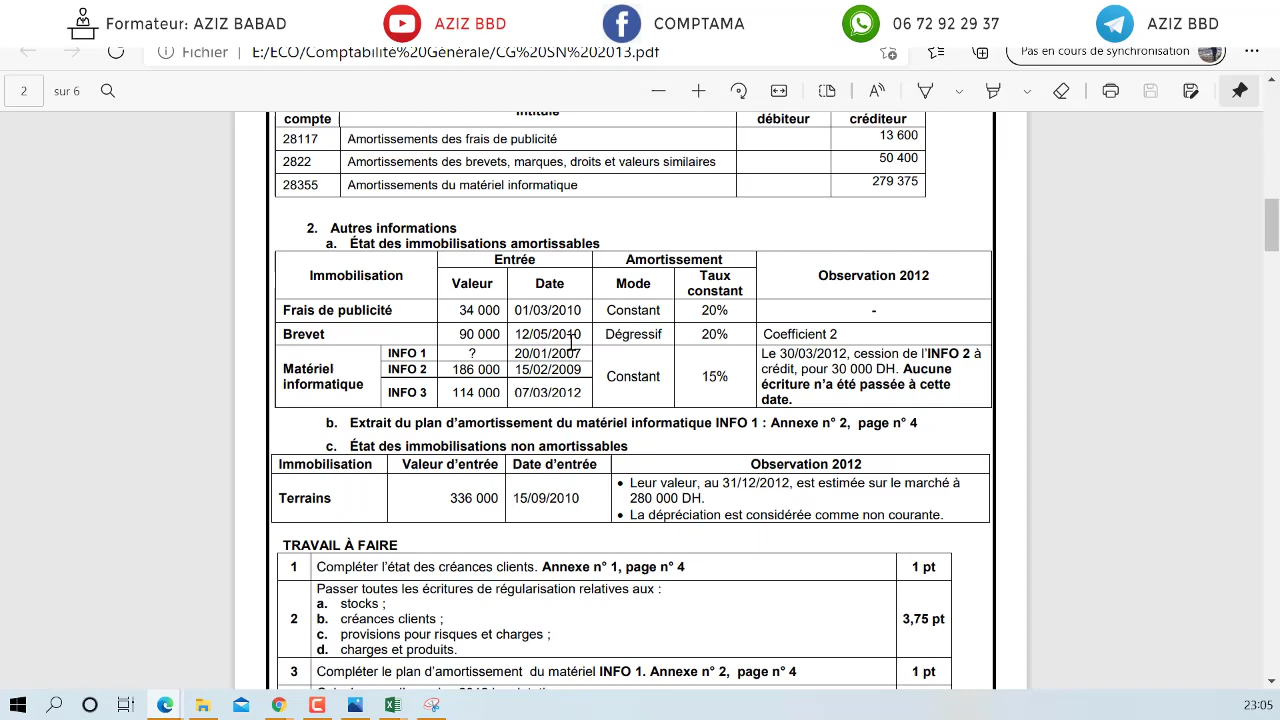 Formateur: AZIZ BABAD AZIZ BBD COMPTAMA 06 72 92 29 37 AZIZ BBD
Fichier E:/ECO/Comptabilité%20Générale/CG%20SN%202013.pdf Pas en cours de synchronisation
2 sur 6
compte Intitulé débiteur créditeur
28117 Amortissements des frais de publicité 13 600
2822 Amortissements des brevets, marques, droits et valeurs similaires 50 400
28355 Amortissements du matériel informatique 279 375
2. Autres informations
a. État des immobilisations amortissables
Immobilisation Entrée Amortissement Observation 2012
Valeur Date Mode Taux constant
Frais de publicité 34 000 01/03/2010 Constant 20% -
Brevet 90 000 12/05/2010 Dégressif 20% Coefficient 2
Matériel informatique Constant 15%
INFO 1 ? 20/01/2007
INFO 2 186 000 15/02/2009
INFO 3 114 000 07/03/2012
Le 30/03/2012, cession de l'INFO 2 à
crédit, pour 30 000 DH. Aucune
écriture n'a été passée à cette
date.
b. Extrait du plan d'amortissement du matériel informatique INFO 1 : Annexe n° 2, page n° 4
c. État des immobilisations non amortissables
Immobilisation Valeur d'entrée Date d'entrée Observation 2012
Terrains 336 000 15/09/2010
• Leur valeur, au 31/12/2012, est estimée sur le marché à
280 000 DH.
• La dépréciation est considérée comme non courante.
TRAVAIL À FAIRE
1 Compléter l'état des créances clients. Annexe n° 1, page n° 4 1 pt
2 Passer toutes les écritures de régularisation relatives aux : 3,75 pt
a. stocks ;
b. créances clients ;
c. provisions pour risques et charges ;
d. charges et produits.
3 Compléter le plan d'amortissement du matériel INFO 1. Annexe n° 2, page n° 4 1 pt
23:05